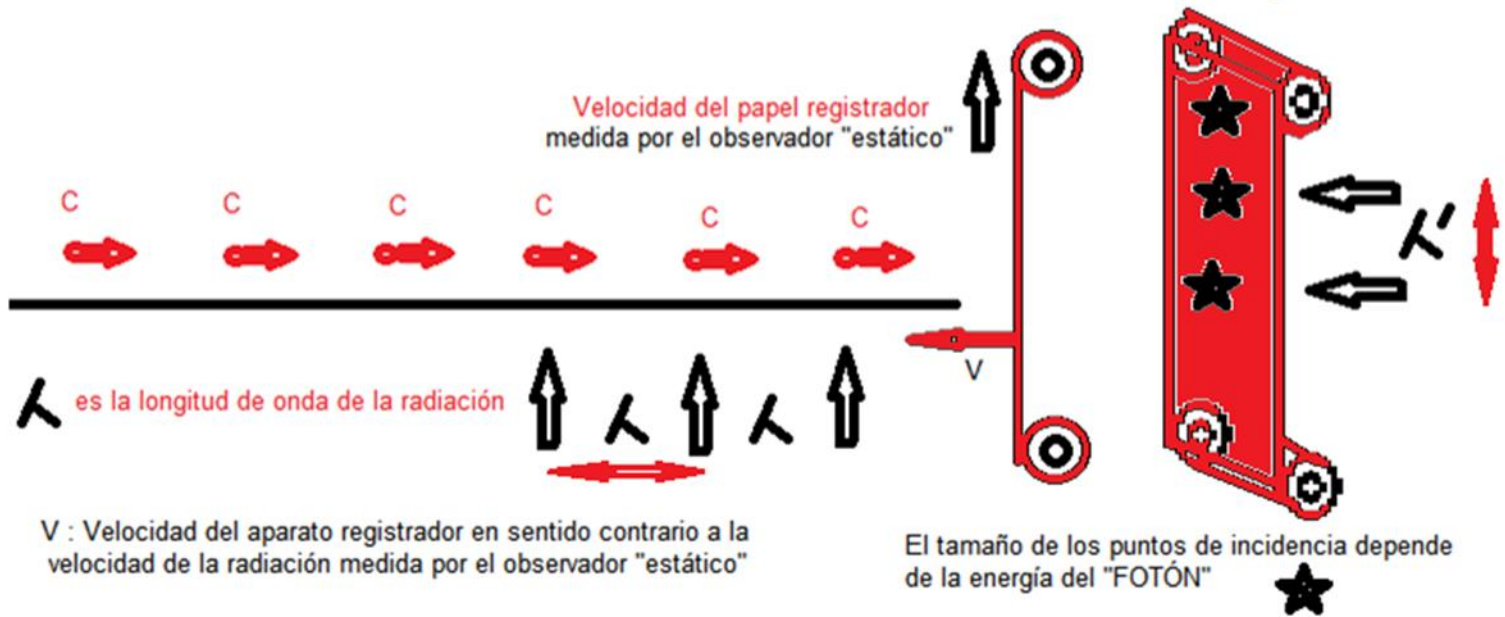 Velocidad del papel registrador
medida por el observador "estático"
C C C C C C
λ'
V
λ es la longitud de onda de la radiación
λ λ
V : Velocidad del aparato registrador en sentido contrario a la
velocidad de la radiación medida por el observador "estático"
El tamaño de los puntos de incidencia depende
de la energía del "FOTÓN"